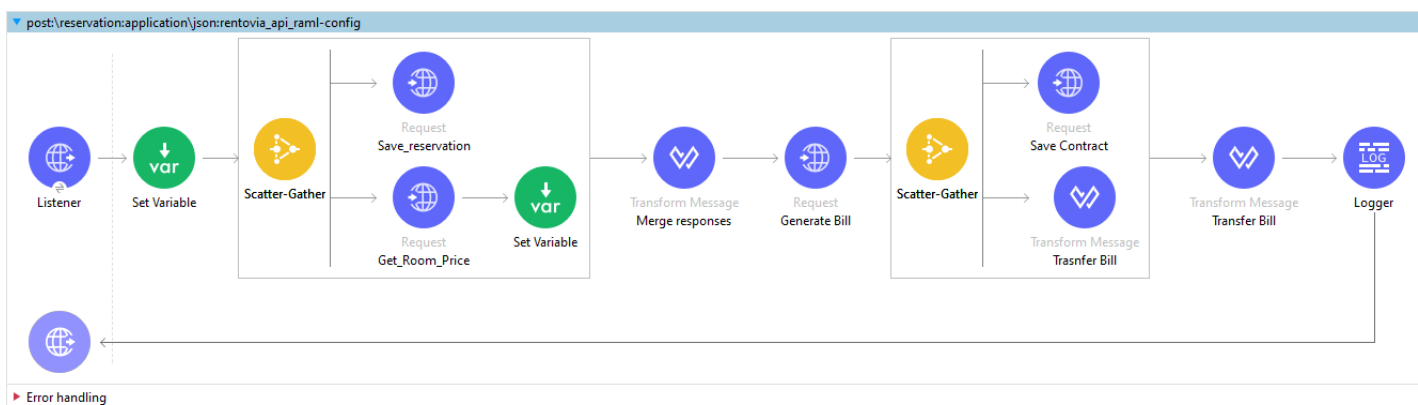 post:\reservation:application\json:rentovia_api_raml-config
Listener
var
Set Variable
Scatter-Gather
Request
Save_reservation
Request
Get_Room_Price
var
Set Variable
Transform Message
Merge responses
Request
Generate Bill
Scatter-Gather
Request
Save Contract
Transform Message
Trasnfer Bill
Transform Message
Transfer Bill
LOG
Logger
Error handling